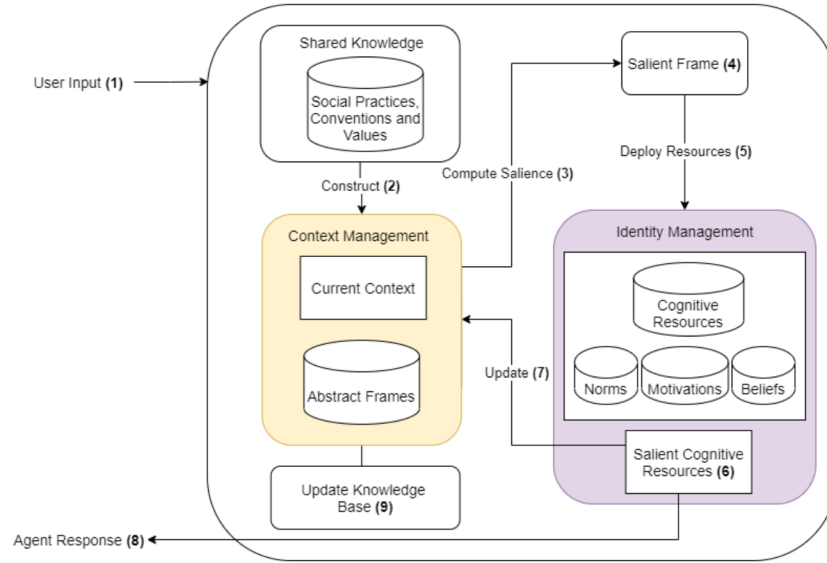 Shared Knowledge
Social Practices,
Conventions and
Values
User Input (1)
Salient Frame (4)
Construct (2)
Compute Salience (3)
Deploy Resources (5)
Context Management
Current Context
Abstract Frames
Identity Management
Cognitive
Resources
Norms
Motivations
Beliefs
Update (7)
Salient Cognitive
Resources (6)
Update Knowledge
Base (9)
Agent Response (8)